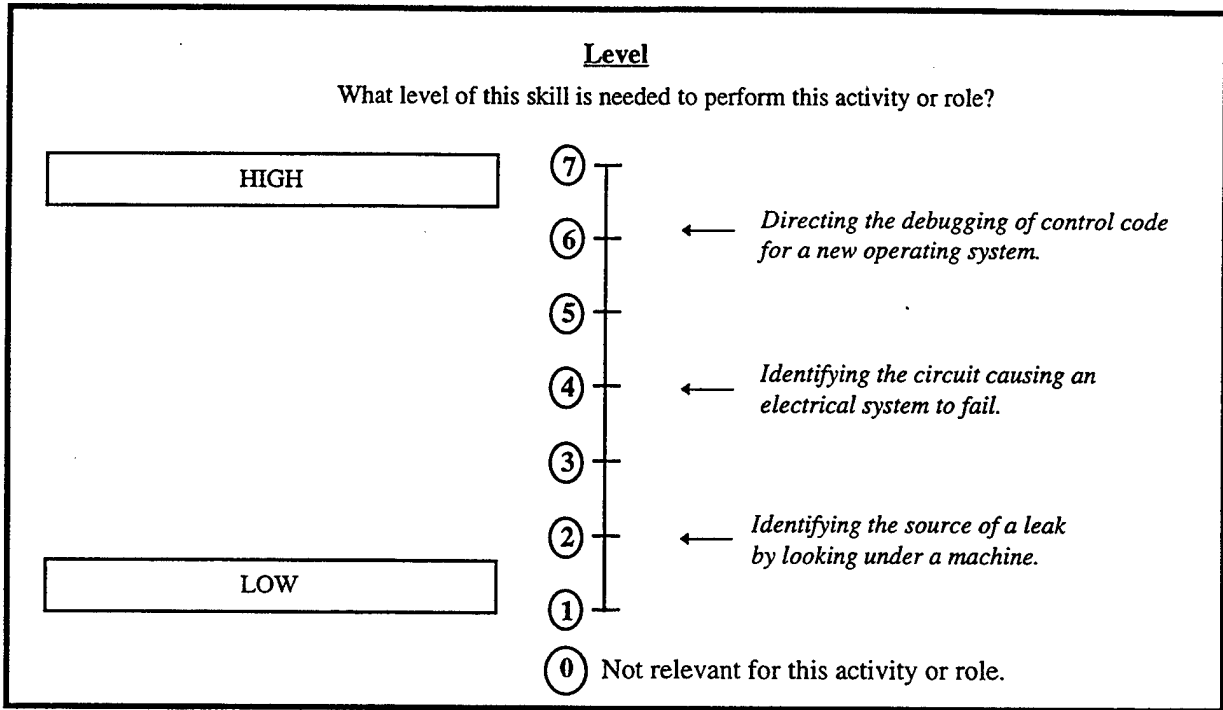 Level
What level of this skill is needed to perform this activity or role?
HIGH
7
6
Directing the debugging of control code
for a new operating system.
5
4
Identifying the circuit causing an
electrical system to fail.
3
2
Identifying the source of a leak
by looking under a machine.
LOW
1
0 Not relevant for this activity or role.